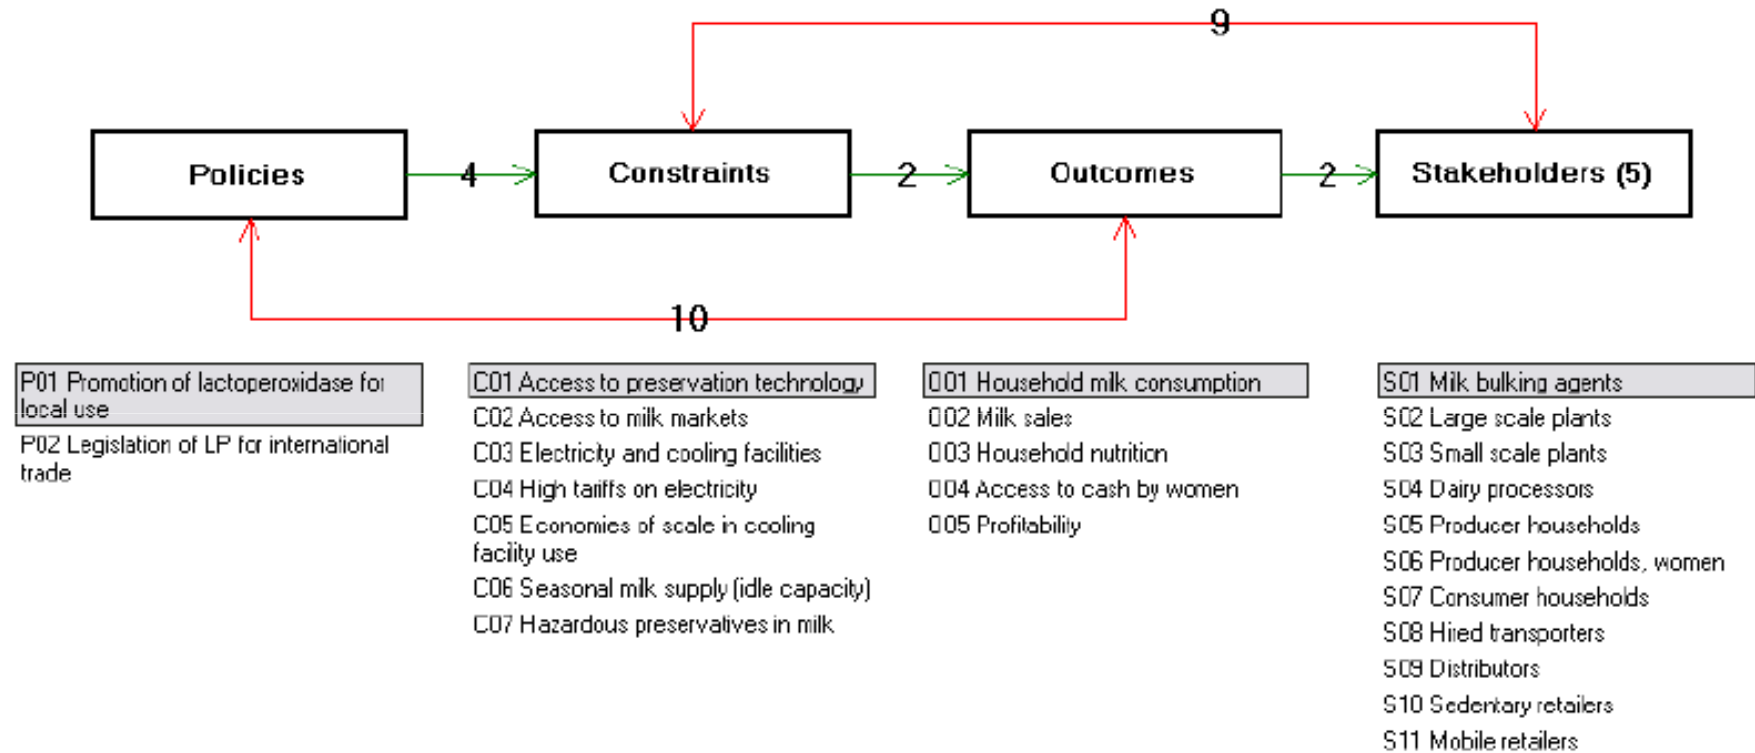 9
Policies
4
Constraints
2
Outcomes
2
Stakeholders (5)
10
P01 Promotion of lactoperoxidase for
local use
P02 Legislation of LP for international
trade
C01 Access to preservation technology
C02 Access to milk markets
C03 Electricity and cooling facilities
C04 High tariffs on electricity
C05 Economies of scale in cooling
facility use
C06 Seasonal milk supply (idle capacity)
C07 Hazardous preservatives in milk
O01 Household milk consumption
O02 Milk sales
O03 Household nutrition
O04 Access to cash by women
O05 Profitability
S01 Milk bulking agents
S02 Large scale plants
S03 Small scale plants
S04 Dairy processors
S05 Producer households
S06 Producer households, women
S07 Consumer households
S08 Hired transporters
S09 Distributors
S10 Sedentary retailers
S11 Mobile retailers